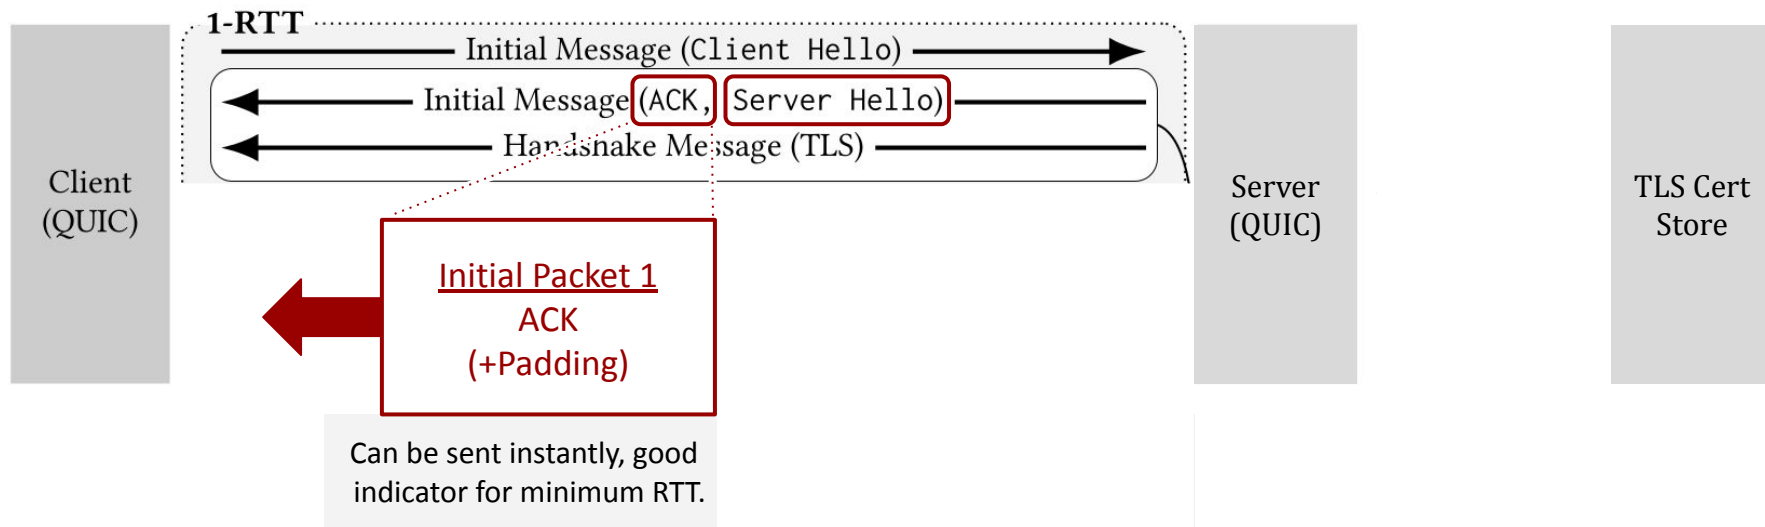 1-RTT
Initial Message (Client Hello)
Initial Message (ACK, Server Hello)
Handshake Message (TLS)
Client
(QUIC)
Server
(QUIC)
TLS Cert
Store
Initial Packet 1
ACK
(+Padding)
Can be sent instantly, good
indicator for minimum RTT.